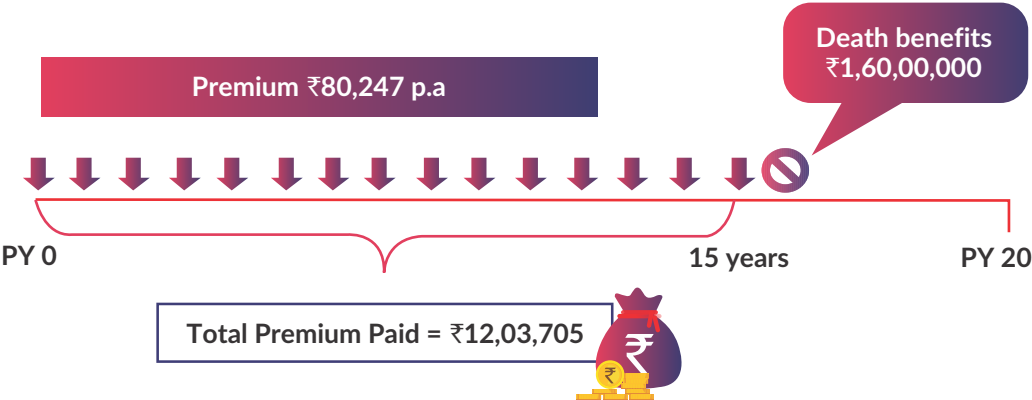 Death benefits
₹1,60,00,000
Premium ₹80,247 p.a
PY 0
15 years
PY 20
Total Premium Paid = ₹12,03,705
₹
₹